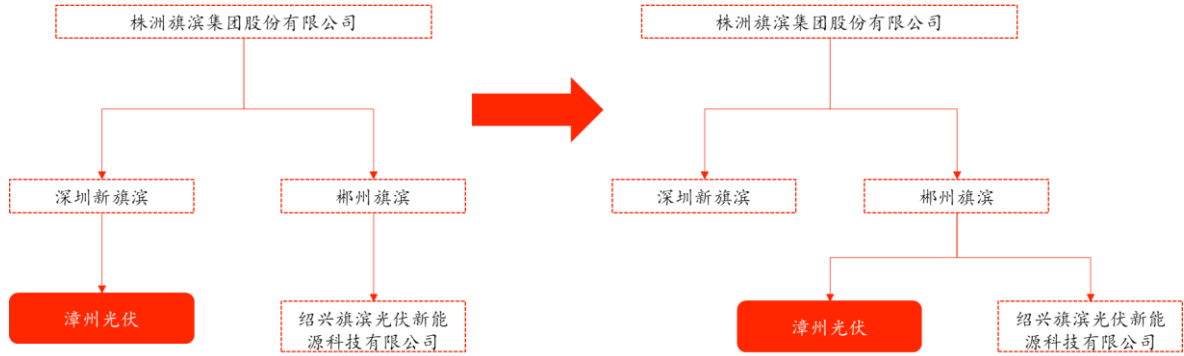 株洲旗滨集团股份有限公司
深圳新旗滨
郴州旗滨
漳州光伏
绍兴旗滨光伏新能
源科技有限公司
株洲旗滨集团股份有限公司
深圳新旗滨
郴州旗滨
漳州光伏
绍兴旗滨光伏新能
源科技有限公司